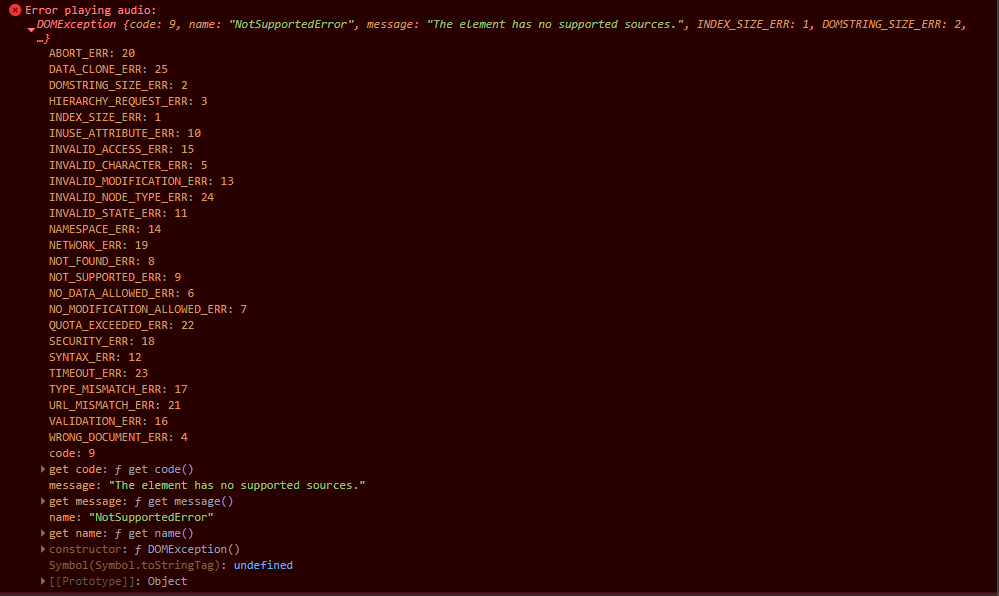 Error playing audio:
DOMException {code: 9, name: "NotSupportedError", message: "The element has no supported sources.", INDEX_SIZE_ERR: 1, DOMSTRING_SIZE_ERR: 2,
…}
ABORT_ERR: 20
DATA_CLONE_ERR: 25
DOMSTRING_SIZE_ERR: 2
HIERARCHY_REQUEST_ERR: 3
INDEX_SIZE_ERR: 1
INUSE_ATTRIBUTE_ERR: 10
INVALID_ACCESS_ERR: 15
INVALID_CHARACTER_ERR: 5
INVALID_MODIFICATION_ERR: 13
INVALID_NODE_TYPE_ERR: 24
INVALID_STATE_ERR: 11
NAMESPACE_ERR: 14
NETWORK_ERR: 19
NOT_FOUND_ERR: 8
NOT_SUPPORTED_ERR: 9
NO_DATA_ALLOWED_ERR: 6
NO_MODIFICATION_ALLOWED_ERR: 7
QUOTA_EXCEEDED_ERR: 22
SECURITY_ERR: 18
SYNTAX_ERR: 12
TIMEOUT_ERR: 23
TYPE_MISMATCH_ERR: 17
URL_MISMATCH_ERR: 21
VALIDATION_ERR: 16
WRONG_DOCUMENT_ERR: 4
code: 9
get code: ƒ get code()
message: "The element has no supported sources."
get message: ƒ get message()
name: "NotSupportedError"
get name: ƒ get name()
constructor: ƒ DOMException()
Symbol(Symbol.toStringTag): undefined
[[Prototype]]: Object